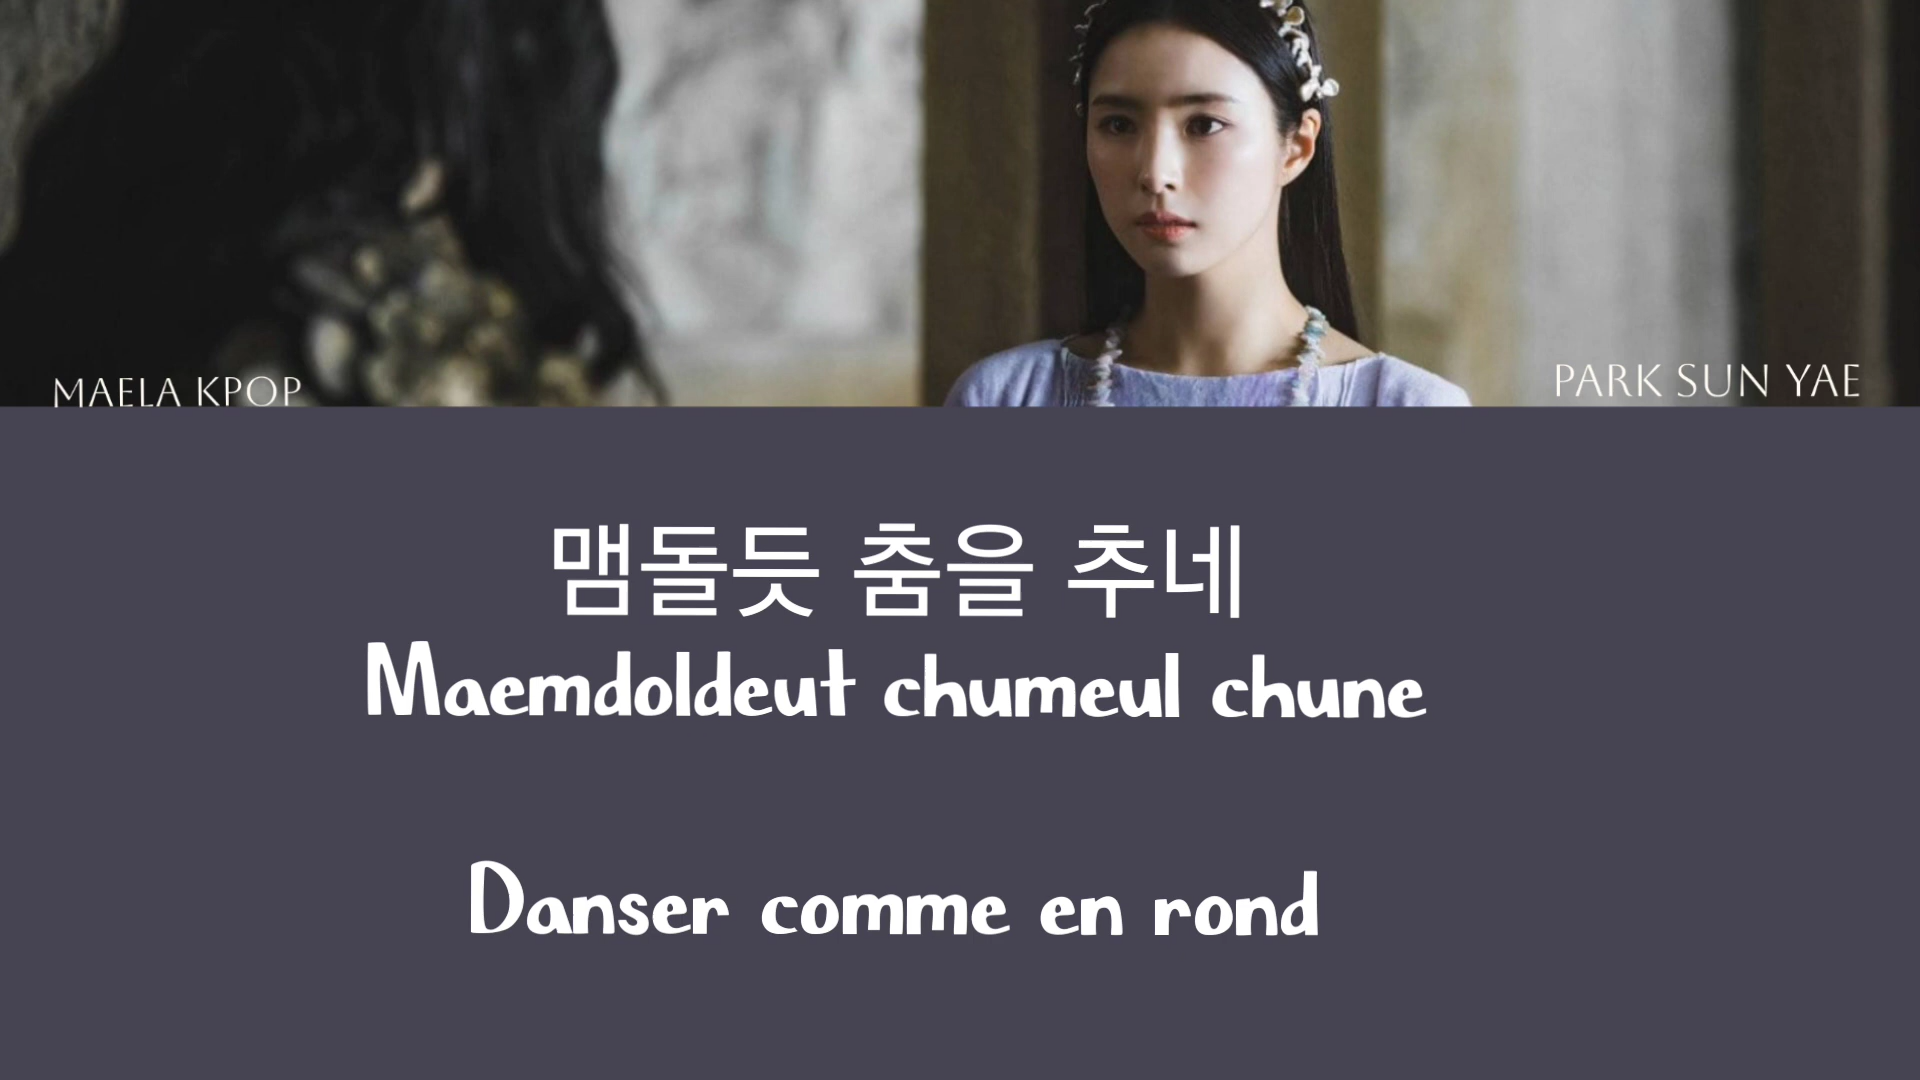 MAELA KPOP
PARK SUN YAE
맴돌듯 춤을 추네
Maemdoldeut chumeul chune
Danser comme en rond